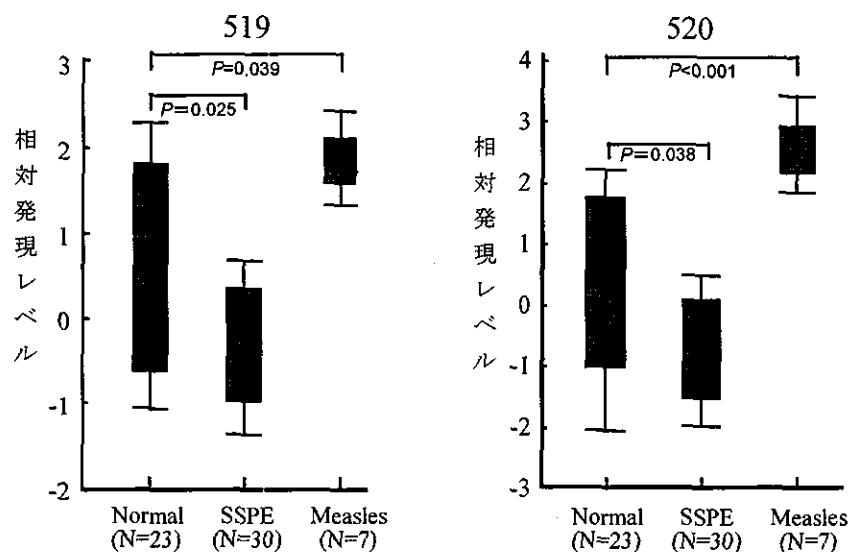 519
相対発現レベル
3
2
1
0
-1
-2
P=0.039
P=0.025
Normal
(N=23)
SSPE
(N=30)
Measles
(N=7)
520
相対発現レベル
4
3
2
1
0
-1
-2
-3
P<0.001
P=0.038
Normal
(N=23)
SSPE
(N=30)
Measles
(N=7)